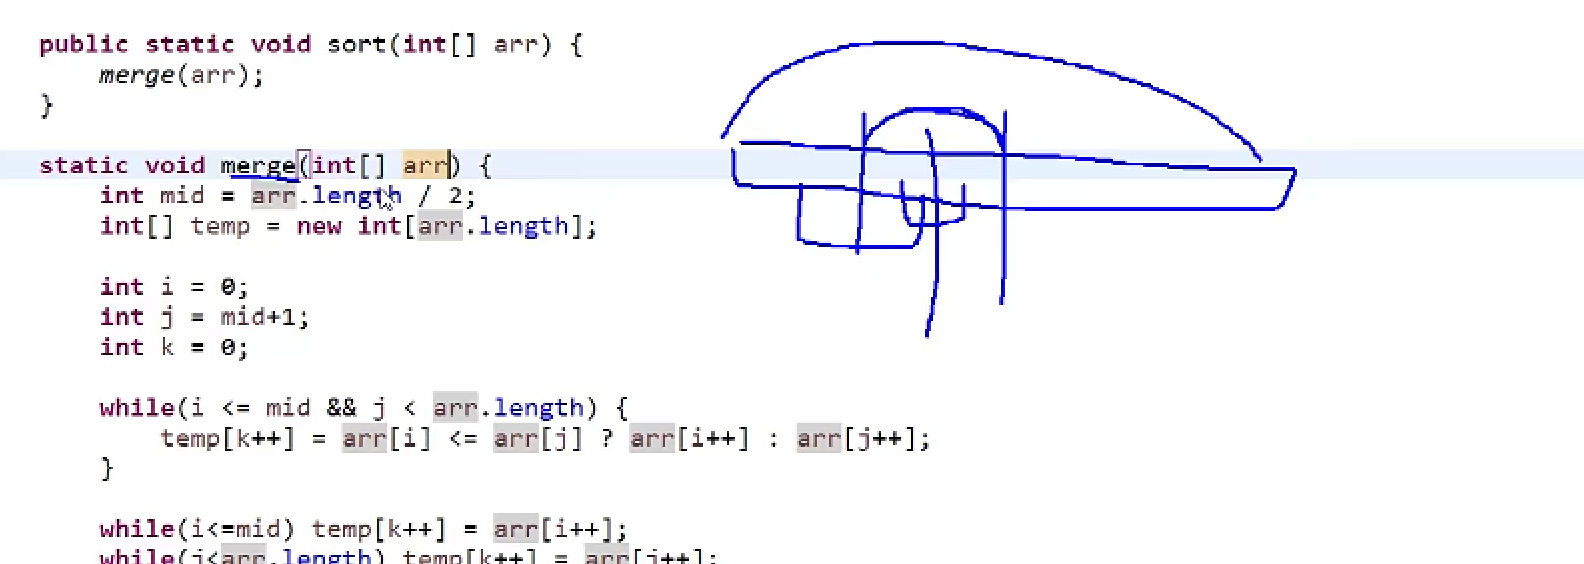 public static void sort(int[] arr) {
merge(arr);
}
static void merge(int[] arr) {
int mid = arr.length / 2;
int[] temp = new int[arr.length];
int i = 0;
int j = mid+1;
int k = 0;
while(i <= mid && j < arr.length) {
temp[k++] = arr[i] <= arr[j] ? arr[i++] : arr[j++];
}
while(i<=mid) temp[k++] = arr[i++];
while(j<arr.length) temp[k++] = arr[j++];